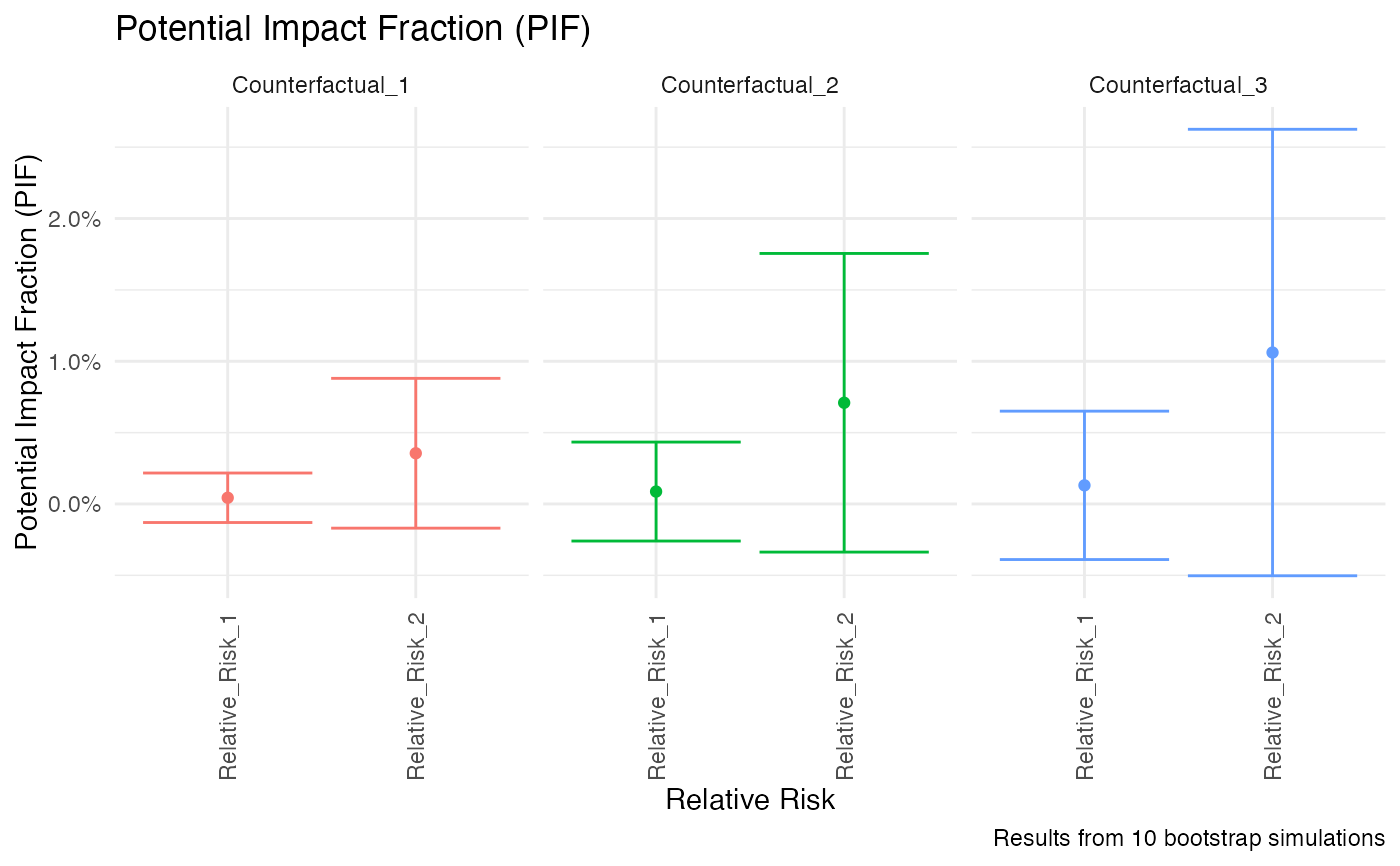 Potential Impact Fraction (PIF)
Counterfactual_1
Counterfactual_2
Counterfactual_3
Potential Impact Fraction (PIF)
2.0%
1.0%
0.0%
Relative_Risk_1
Relative_Risk_2
Relative_Risk_1
Relative_Risk_2
Relative_Risk_1
Relative_Risk_2
Relative Risk
Results from 10 bootstrap simulations